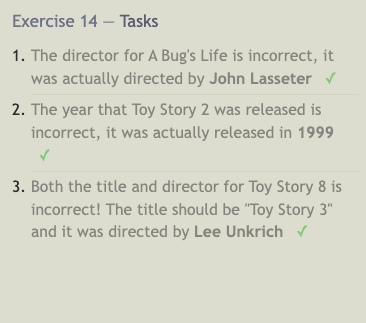 Exercise 14 — Tasks
1. The director for A Bug's Life is incorrect, it
was actually directed by John Lasseter ✓
2. The year that Toy Story 2 was released is
incorrect, it was actually released in 1999
✓
3. Both the title and director for Toy Story 8 is
incorrect! The title should be "Toy Story 3"
and it was directed by Lee Unkrich ✓